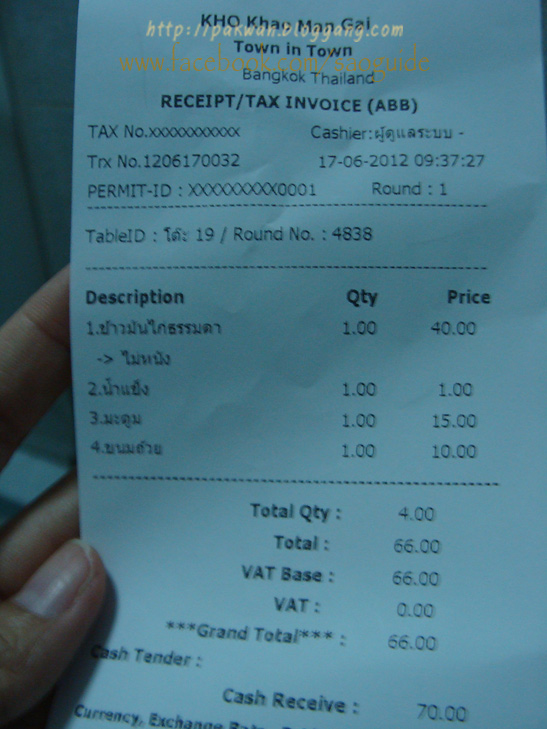 KHO Khao Man Gai
http://pakwan.bloggang.com
Town in Town
www.facebook.com/saoguide
Bangkok Thailand
RECEIPT/TAX INVOICE (ABB)
TAX No.xxxxxxxxxxx Cashier:ผู้ดูแลระบบ -
Trx No.1206170032 17-06-2012 09:37:27
PERMIT-ID : XXXXXXXXX0001 Round : 1
TableID : โต๊ะ 19 / Round No. : 4838
Description Qty Price
1.ข้าวมันไก่ธรรมดา 1.00 40.00
-> ไม่หนัง
2.น้ำแข็ง 1.00 1.00
3.มะตูม 1.00 15.00
4.ขนมถ้วย 1.00 10.00
Total Qty : 4.00
Total : 66.00
VAT Base : 66.00
VAT : 0.00
***Grand Total*** : 66.00
Cash Tender :
Cash Receive : 70.00
Currency, Exchange